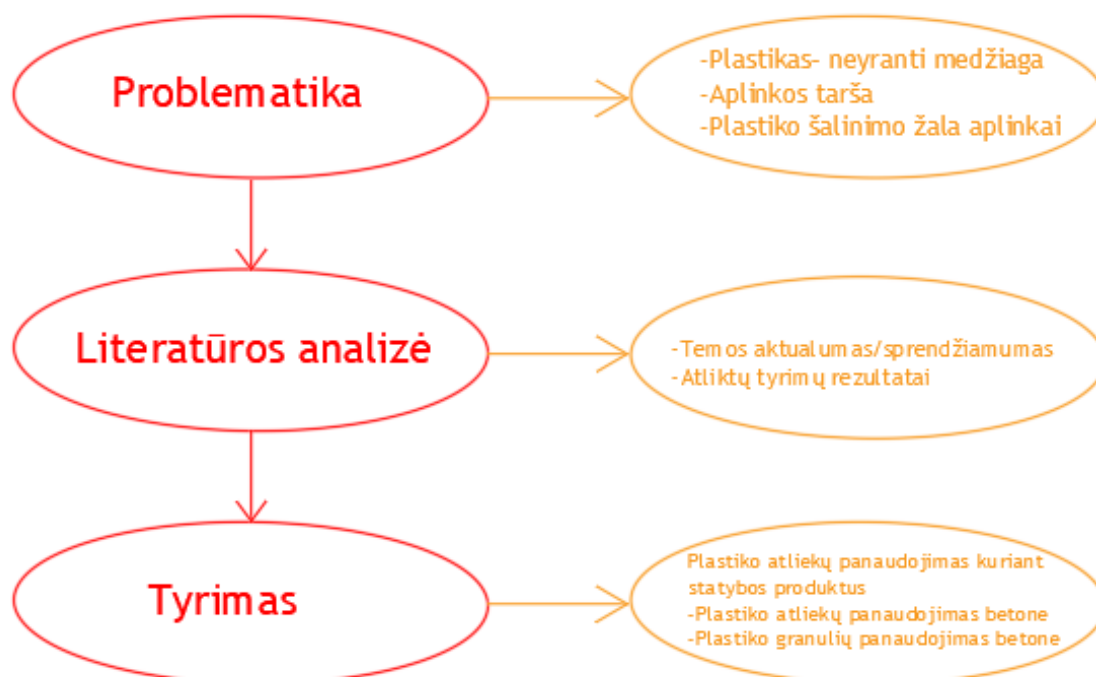 Problematika
-Plastikas- neyranti medžiaga
-Aplinkos tarša
-Plastiko šalinimo žala aplinkai
Literatūros analizė
-Temos aktualumas/sprendžiamumas
-Atliktų tyrimų rezultatai
Tyrimas
Plastiko atliekų panaudojimas kuriant
statybos produktus
-Plastiko atliekų panaudojimas betone
-Plastiko granulių panaudojimas betone